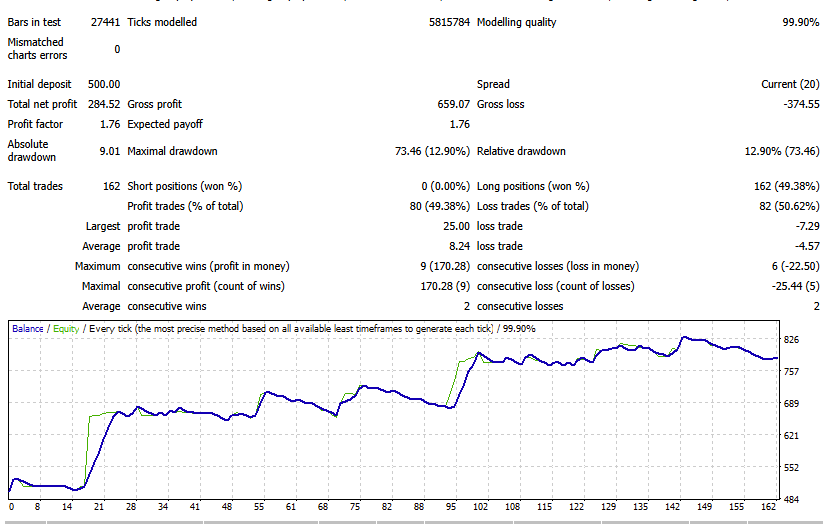 Bars in test 27441 Ticks modelled 5815784 Modelling quality 99.90%
Mismatched
charts errors 0
Initial deposit 500.00 Spread Current (20)
Total net profit 284.52 Gross profit 659.07 Gross loss -374.55
Profit factor 1.76 Expected payoff 1.76
Absolute
drawdown 9.01 Maximal drawdown 73.46 (12.90%) Relative drawdown 12.90% (73.46)
Total trades 162 Short positions (won %) 0 (0.00%) Long positions (won %) 162 (49.38%)
Profit trades (% of total) 80 (49.38%) Loss trades (% of total) 82 (50.62%)
Largest profit trade 25.00 loss trade -7.29
Average profit trade 8.24 loss trade -4.57
Maximum consecutive wins (profit in money) 9 (170.28) consecutive losses (loss in money) 6 (-22.50)
Maximal consecutive profit (count of wins) 170.28 (9) consecutive loss (count of losses) -25.44 (5)
Average consecutive wins 2 consecutive losses 2
Balance / Equity / Every tick (the most precise method based on all available least timeframes to generate each tick) / 99.90%
826
757
689
621
552
484
0 8 14 21 28 34 41 48 55 61 68 75 82 88 95 102 108 115 122 129 135 142 149 155 162